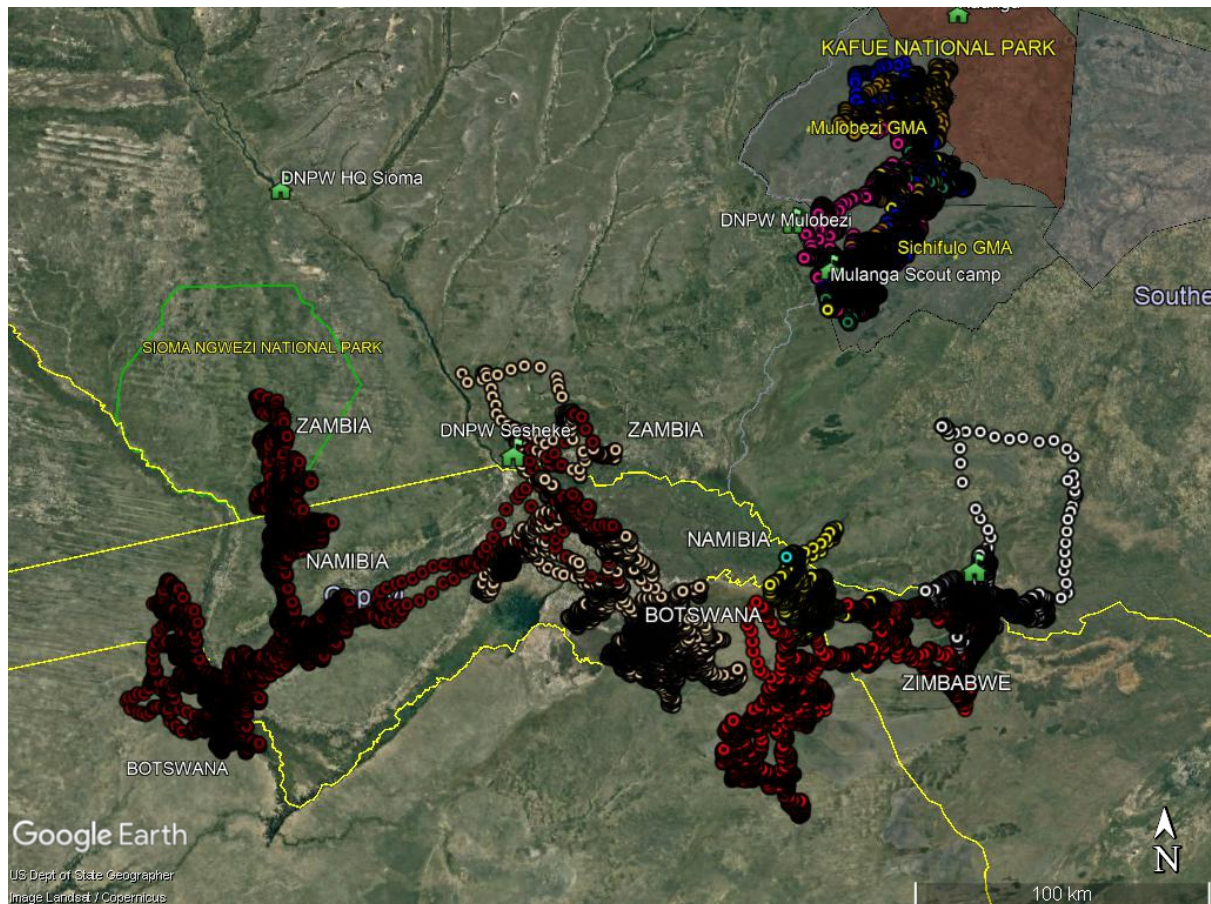 KAFUE NATIONAL PARK
Mulobezi GMA
DNPW HQ Sioma
DNPW Mulobezi
Sichifulo GMA
Mulanga Scout camp
Southe
SIOMA NGWEZI NATIONAL PARK
ZAMBIA
DNPW Sesheke
ZAMBIA
NAMIBIA
NAMIBIA
BOTSWANA
ZIMBABWE
BOTSWANA
Google Earth
US Dept of State Geographer
Image Landsat / Copernicus
N
100 km